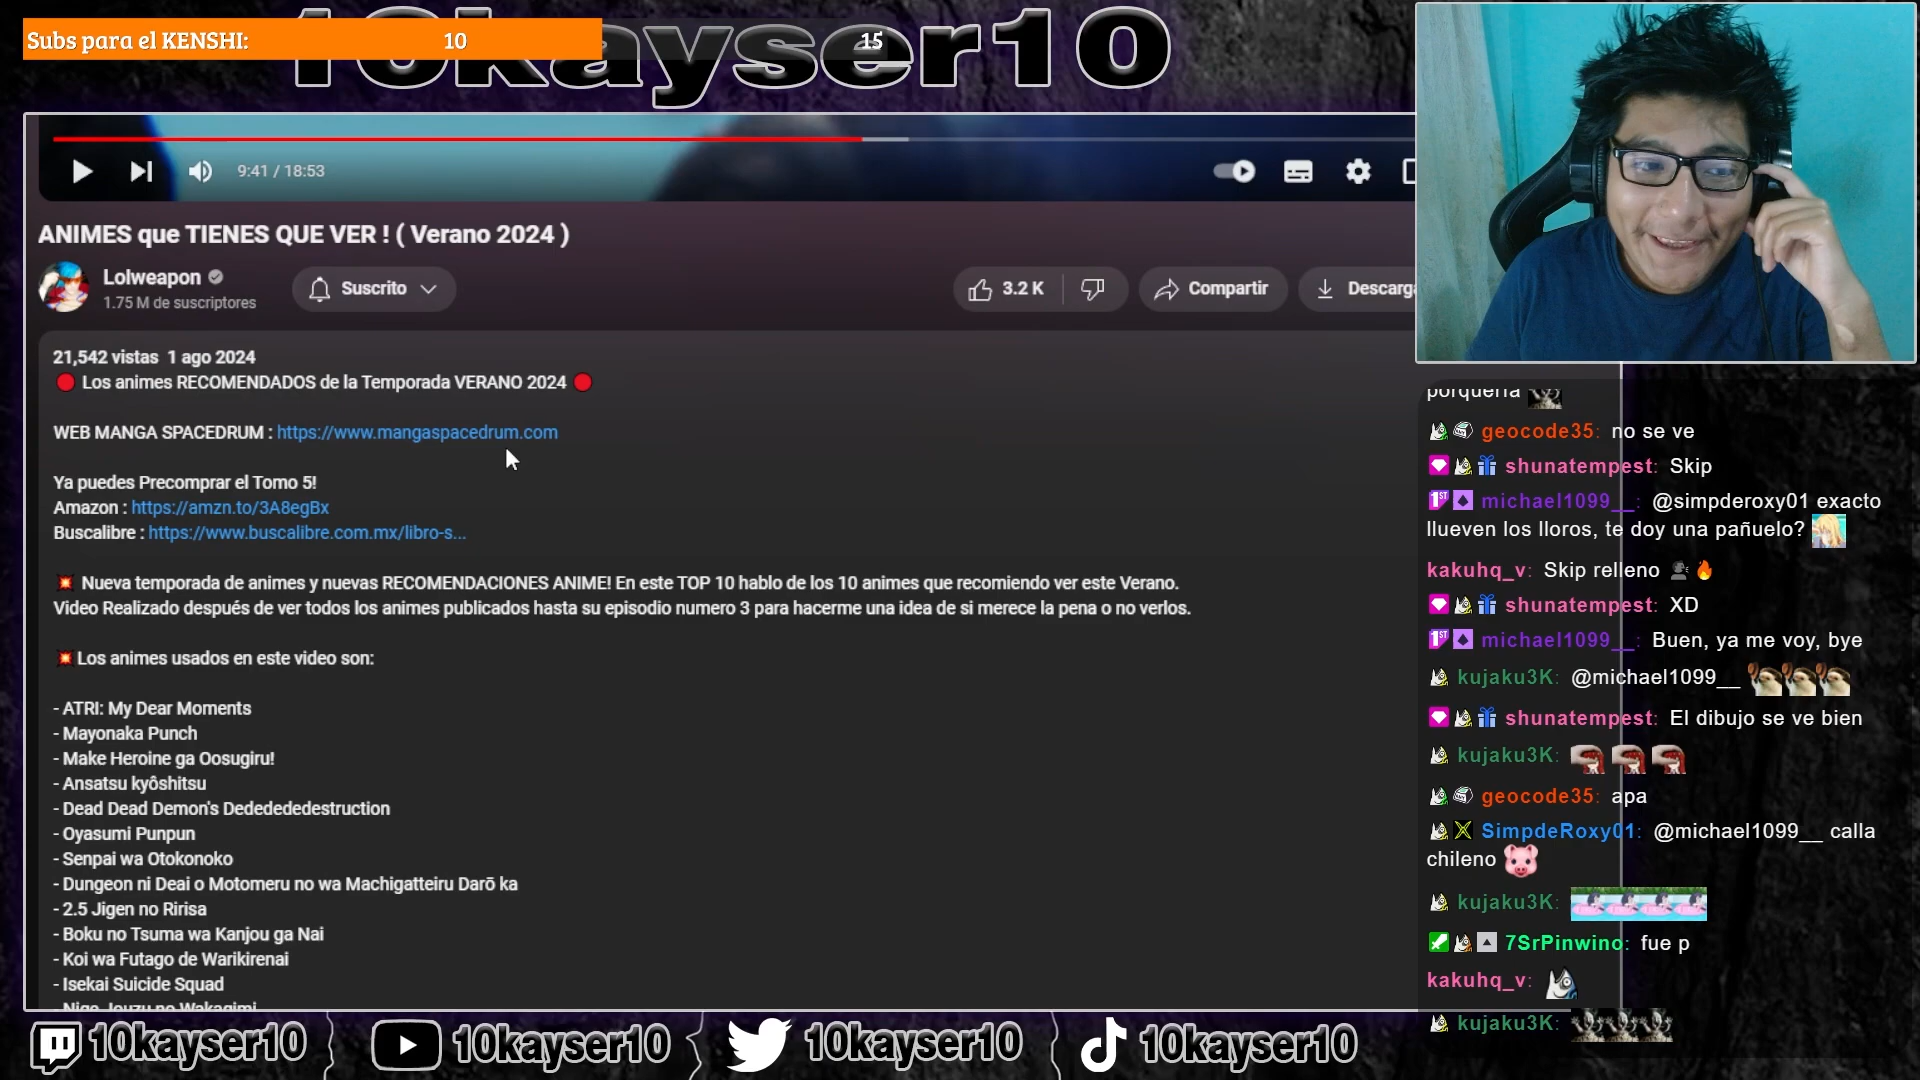 10kayser10
Subs para el KENSHI: 10 15
9:41 / 18:53
ANIMES que TIENES QUE VER ! ( Verano 2024 )
Lolweapon
1.75 M de suscriptores
Suscrito
3.2 K
Compartir
Descarga
21,542 vistas 1 ago 2024
Los animes RECOMENDADOS de la Temporada VERANO 2024
WEB MANGA SPACEDRUM : https://www.mangaspacedrum.com
Ya puedes Precomprar el Tomo 5!
Amazon : https://amzn.to/3A8egBx
Buscalibre : https://www.buscalibre.com.mx/libro-s...
Nueva temporada de animes y nuevas RECOMENDACIONES ANIME! En este TOP 10 hablo de los 10 animes que recomiendo ver este Verano.
Video Realizado después de ver todos los animes publicados hasta su episodio numero 3 para hacerme una idea de si merece la pena o no verlos.
Los animes usados en este video son:
- ATRI: My Dear Moments
- Mayonaka Punch
- Make Heroine ga Oosugiru!
- Ansatsu kyôshitsu
- Dead Dead Demon's Dededededestruction
- Oyasumi Punpun
- Senpai wa Otokonoko
- Dungeon ni Deai o Motomeru no wa Machigatteiru Darō ka
- 2.5 Jigen no Ririsa
- Boku no Tsuma wa Kanjou ga Nai
- Koi wa Futago de Warikirenai
- Isekai Suicide Squad
- Nige Jouzu no Wakagimi
porquería
geocode35: no se ve
shunatempest: Skip
michael1099__: @simpderoxy01 exacto
llueven los lloros, te doy una pañuelo?
kakuhq_v: Skip relleno
shunatempest: XD
michael1099__: Buen, ya me voy, bye
kujaku3K: @michael1099__
shunatempest: El dibujo se ve bien
kujaku3K:
geocode35: apa
SimpdeRoxy01: @michael1099__ calla
chileno
kujaku3K:
7SrPinwino: fue p
kakuhq_v:
kujaku3K:
10kayser10 10kayser10 10kayser10 10kayser10